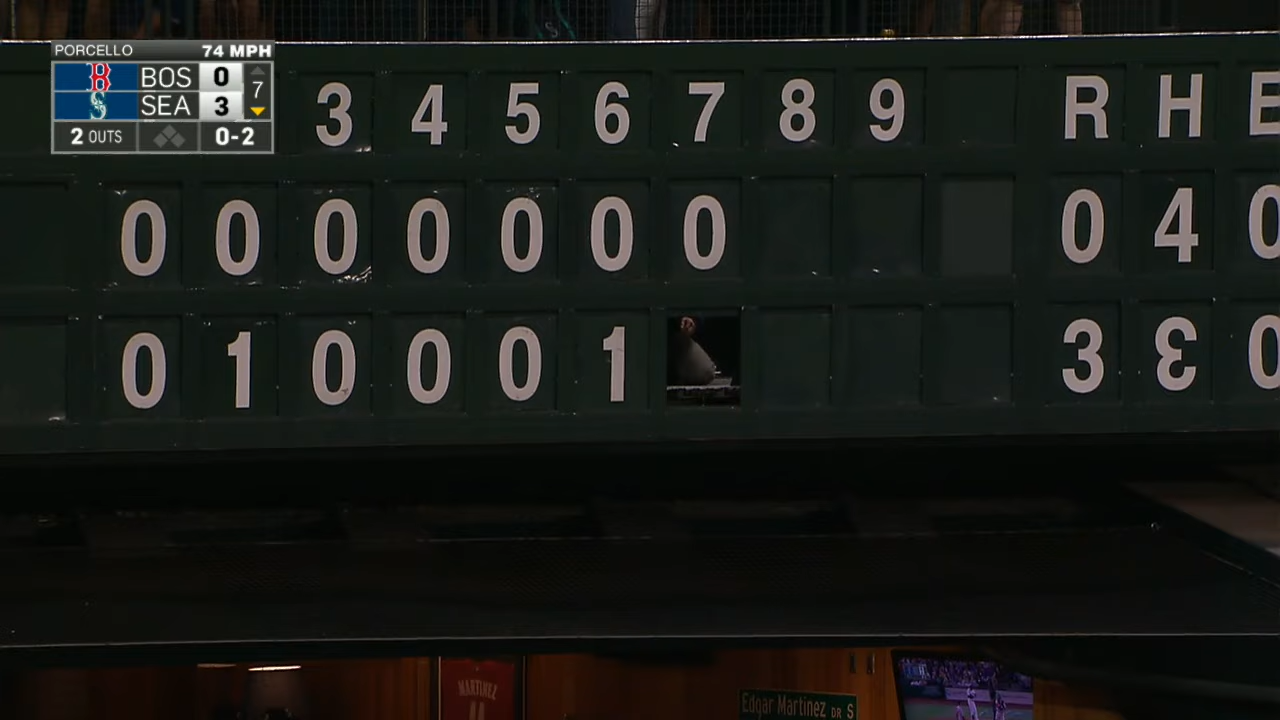 PORCELLO 74 MPH
BOS 0
SEA 3
7
2 OUTS 0-2
3 4 5 6 7 8 9 R H E
0 0 0 0 0 0 0 0 4 0
0 1 0 0 0 1 3 3 0
MARTINEZ
11
Edgar Martinez DR S